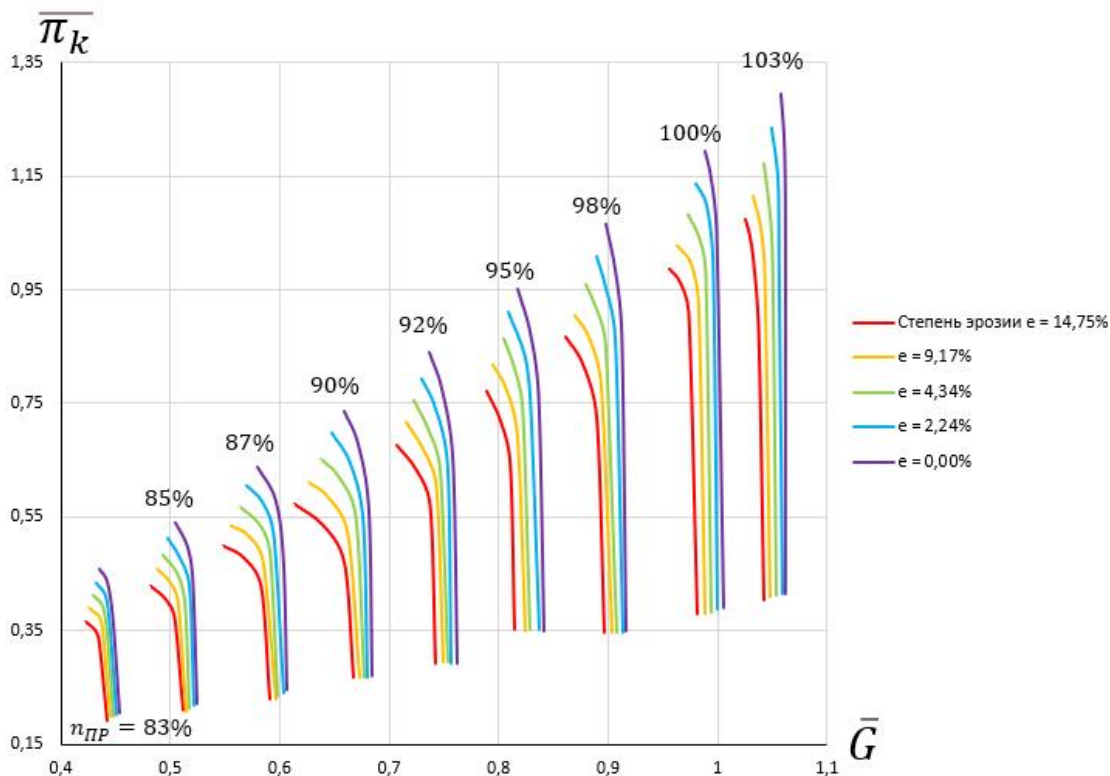 π_k
1,35
1,15
0,95
0,75
0,55
0,35
0,15
103%
100%
98%
95%
92%
90%
87%
85%
n_ПР = 83%
G
0,4
0,5
0,6
0,7
0,8
0,9
1
1,1
Степень эрозии e = 14,75%
e = 9,17%
e = 4,34%
e = 2,24%
e = 0,00%